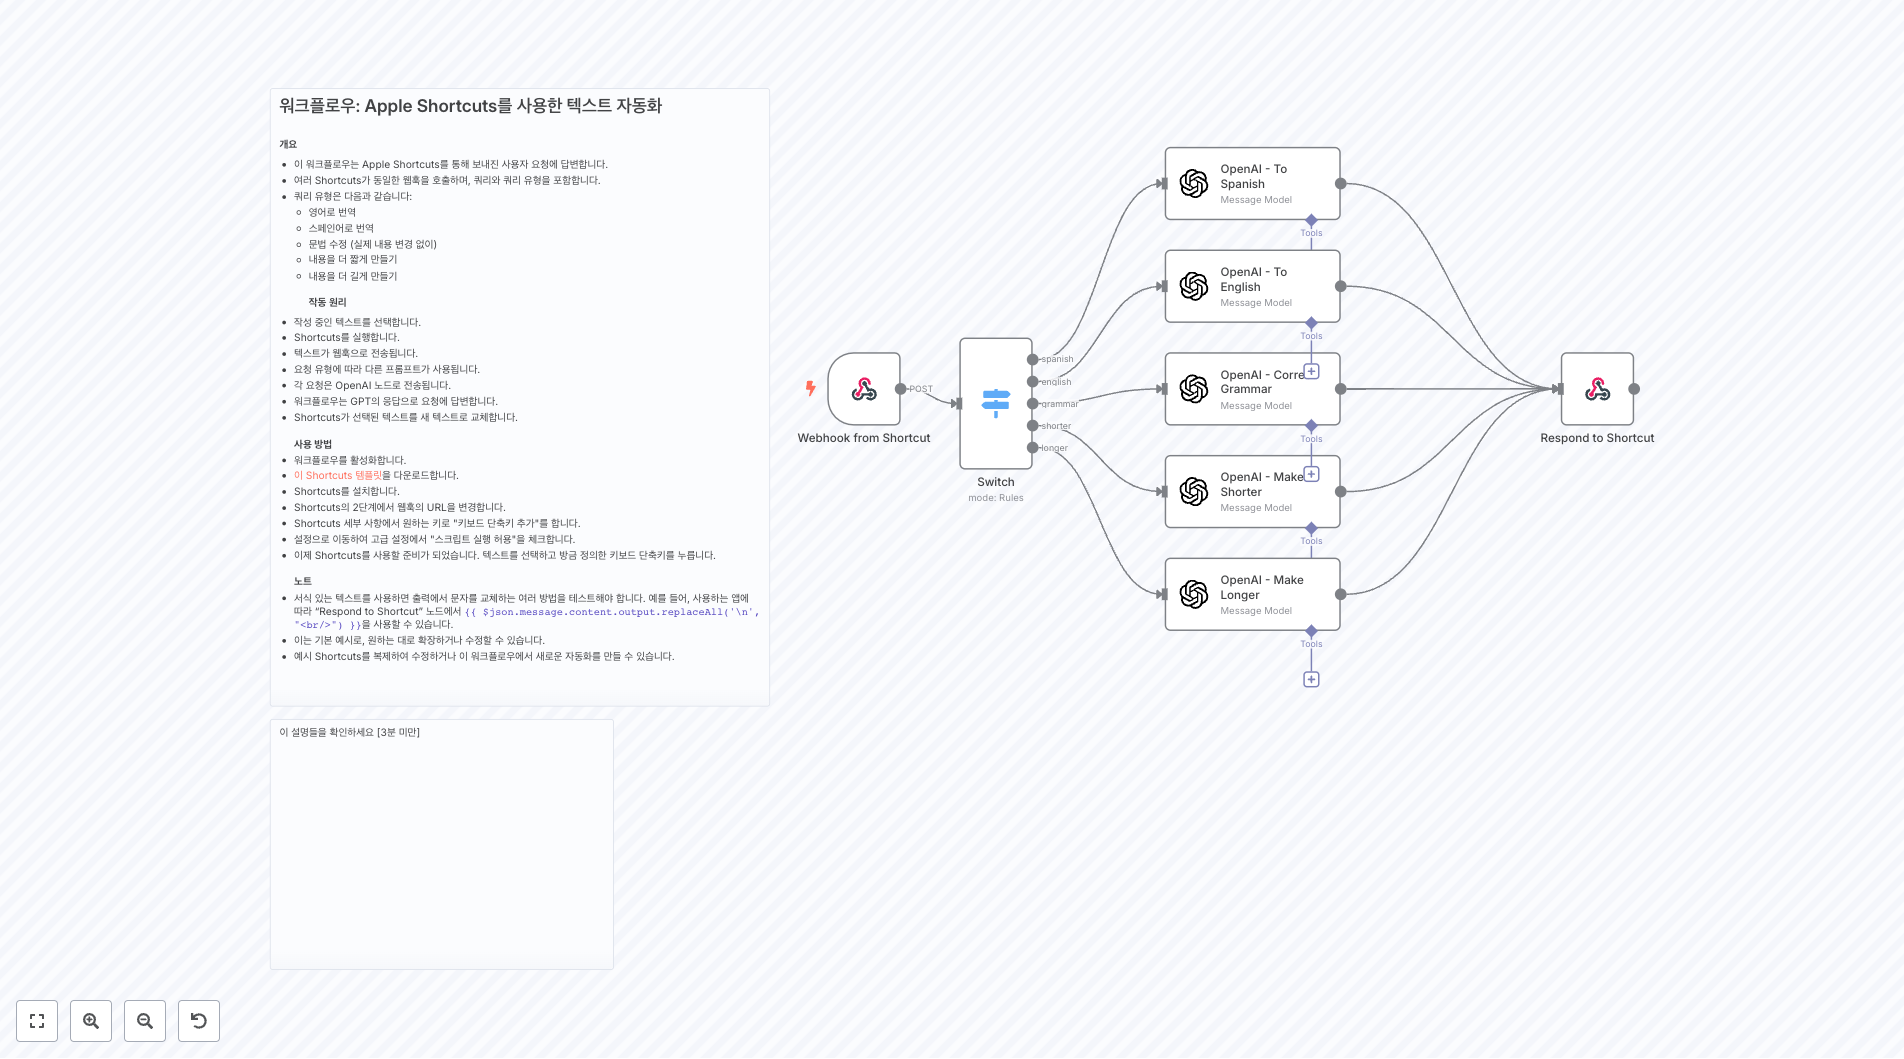 워크플로우: Apple Shortcuts를 사용한 텍스트 자동화
개요
이 워크플로우는 Apple Shortcuts를 통해 보내진 사용자 요청에 답변합니다.
여러 Shortcuts가 동일한 웹훅을 호출하며, 쿼리와 쿼리 유형을 포함합니다.
쿼리 유형은 다음과 같습니다:
영어로 번역
스페인어로 번역
문법 수정 (실제 내용 변경 없이)
내용을 더 짧게 만들기
내용을 더 길게 만들기
작동 원리
작성 중인 텍스트를 선택합니다.
Shortcuts를 실행합니다.
텍스트가 웹훅으로 전송됩니다.
요청 유형에 따라 다른 프롬프트가 사용됩니다.
각 요청은 OpenAI 노드로 전송됩니다.
워크플로우는 GPT의 응답으로 요청에 답변합니다.
Shortcuts가 선택된 텍스트를 새 텍스트로 교체합니다.
사용 방법
워크플로우를 활성화합니다.
이 Shortcuts 템플릿을 다운로드합니다.
Shortcuts를 설치합니다.
Shortcuts의 2단계에서 웹훅의 URL을 변경합니다.
Shortcuts 세부 사항에서 원하는 키로 "키보드 단축키 추가"를 합니다.
설정으로 이동하여 고급 설정에서 "스크립트 실행 허용"을 체크합니다.
이제 Shortcuts를 사용할 준비가 되었습니다. 텍스트를 선택하고 방금 정의한 키보드 단축키를 누릅니다.
노트
서식 있는 텍스트를 사용하면 출력에서 문자를 교체하는 여러 방법을 테스트해야 합니다. 예를 들어, 사용하는 앱에
따라 “Respond to Shortcut” 노드에서 {{ $json.message.content.output.replaceAll('\n',
"<br/>") }}을 사용할 수 있습니다.
이는 기본 예시로, 원하는 대로 확장하거나 수정할 수 있습니다.
예시 Shortcuts를 복제하여 수정하거나 이 워크플로우에서 새로운 자동화를 만들 수 있습니다.
이 설명들을 확인하세요 [3분 미만]
Webhook from Shortcut
POST
Switch
mode: Rules
spanish
english
grammar
shorter
longer
OpenAI - To
Spanish
Message Model
Tools
OpenAI - To
English
Message Model
Tools
OpenAI - Corre
Grammar
Message Model
Tools
OpenAI - Make
Shorter
Message Model
Tools
OpenAI - Make
Longer
Message Model
Tools
Respond to Shortcut